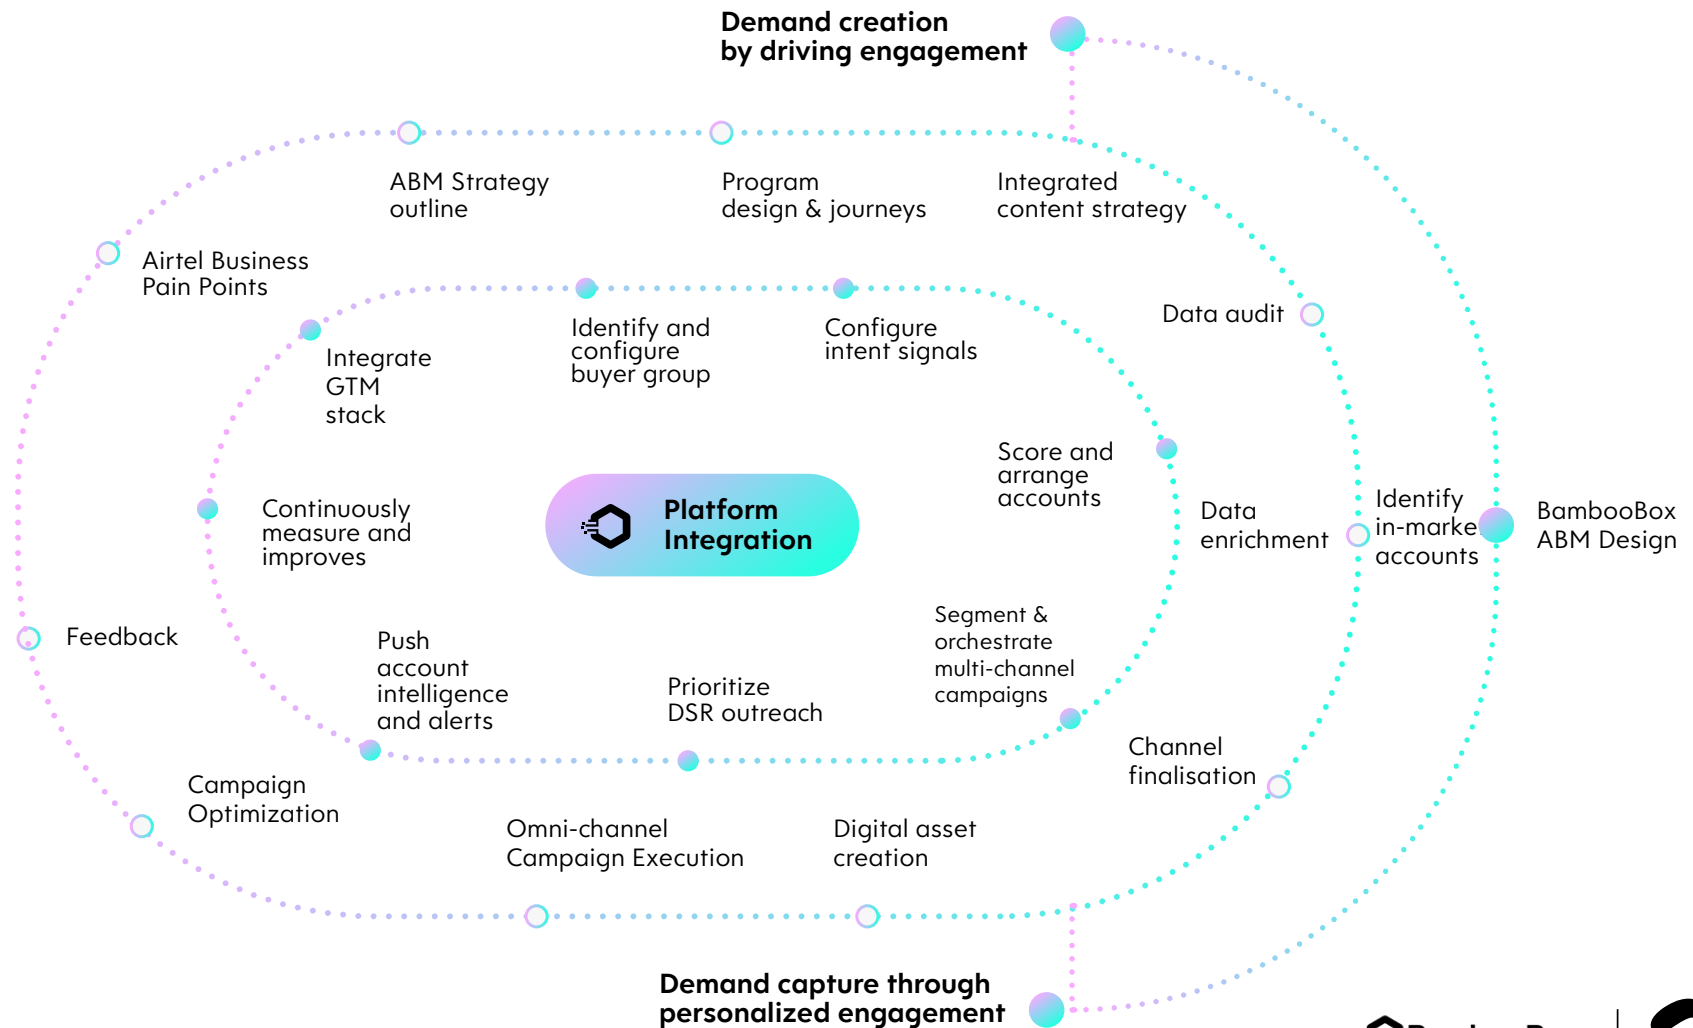 Demand creation
by driving engagement
ABM Strategy
outline
Program
design & journeys
Integrated
content strategy
Airtel Business
Pain Points
Data audit
Identify and
configure
buyer group
Configure
intent signals
Integrate
GTM
stack
Score and
arrange
accounts
Continuously
measure and
improves
Platform
Integration
Data
enrichment
Identify
in-marke
accounts
BambooBox
ABM Design
Feedback
Push
account
intelligence
and alerts
Prioritize
DSR outreach
Segment &
orchestrate
multi-channel
campaigns
Channel
finalisation
Campaign
Optimization
Omni-channel
Campaign Execution
Digital asset
creation
Demand capture through
personalized engagement